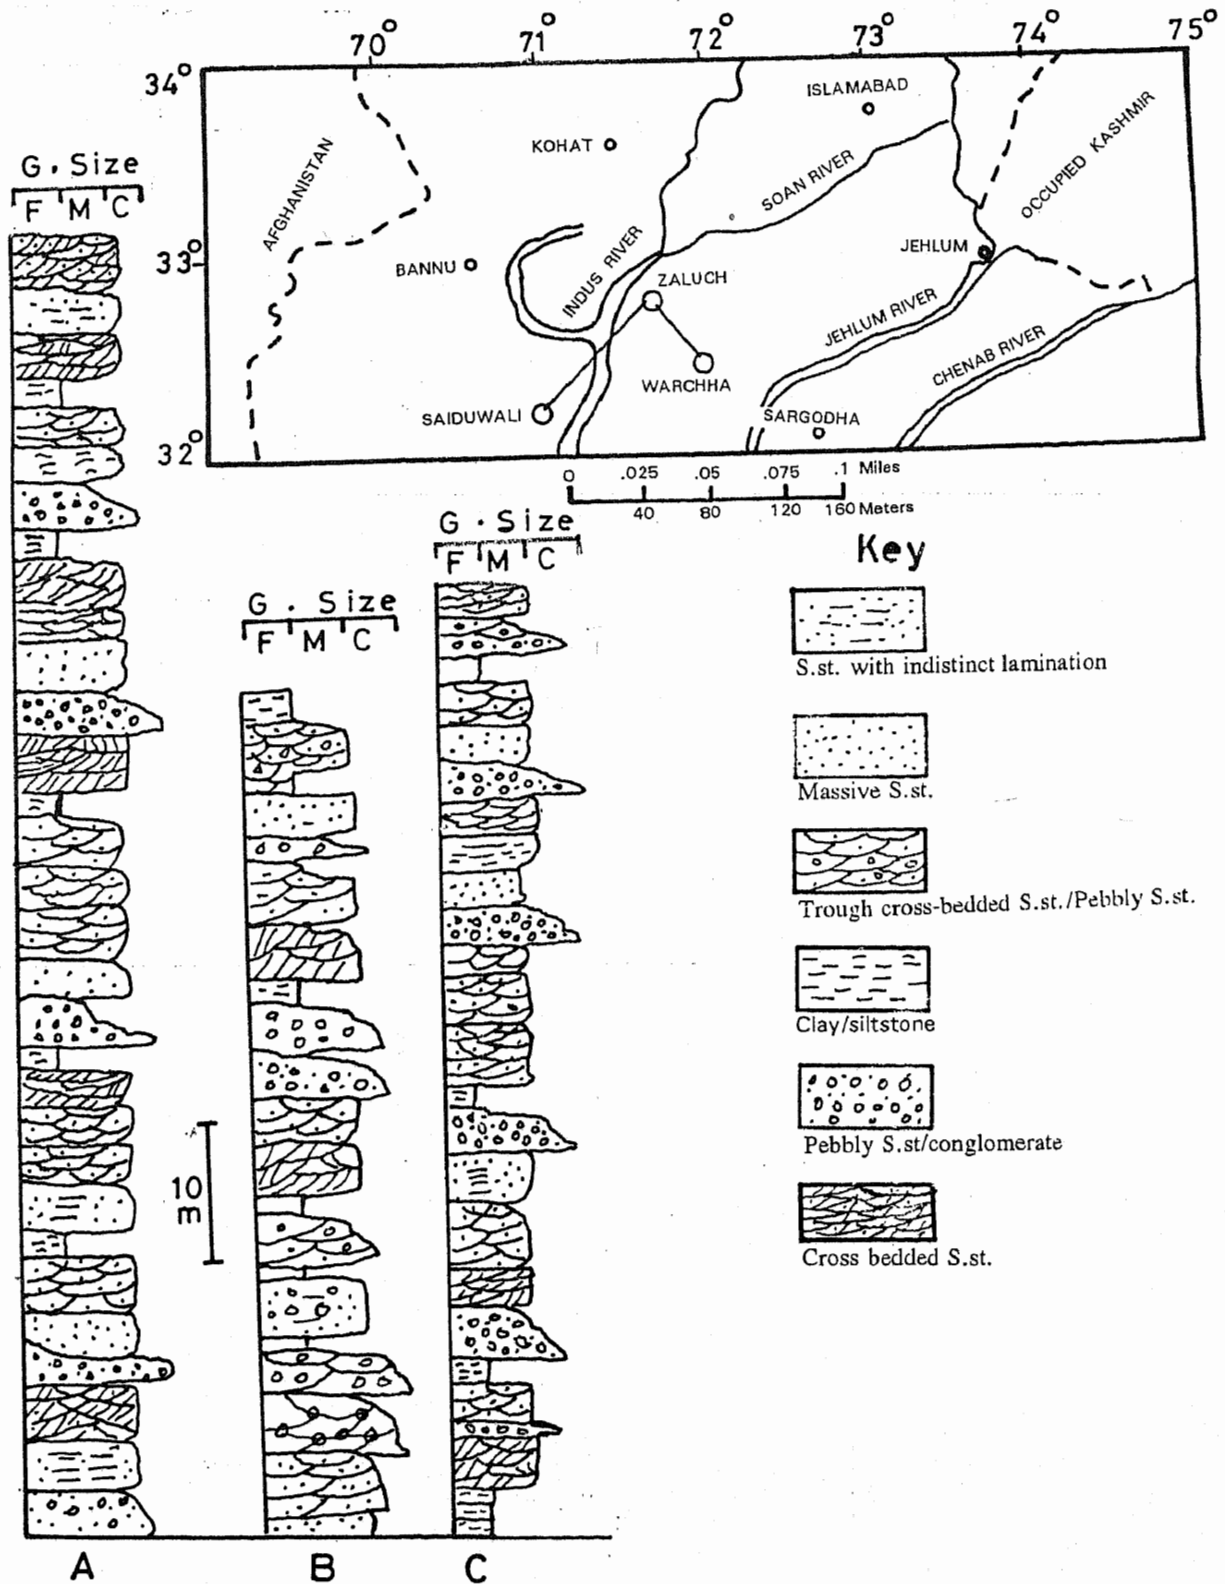 70° 71° 72° 73° 74° 75°
34°
33°
32°
ISLAMABAD
KOHAT
AFGHANISTAN
SOAN RIVER
OCCUPIED KASHMIR
BANNU
INDUS RIVER
ZALUCH
JEHLUM
JEHLUM RIVER
CHENAB RIVER
WARCHHA
SAIDUWALI
SARGODHA
0 .025 .05 .075 .1 Miles
40 80 120 160 Meters
G. Size
F M C
G. Size
F M C
G. Size
F M C
10
m
A B C
Key
S.st. with indistinct lamination
Massive S.st.
Trough cross-bedded S.st./Pebbly S.st.
Clay/siltstone
Pebbly S.st/conglomerate
Cross bedded S.st.